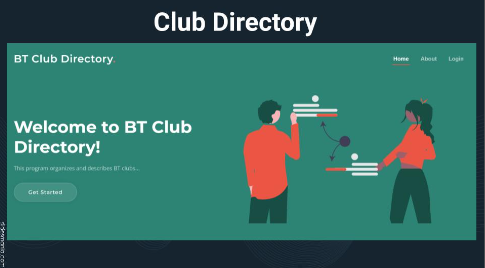 Club Directory
BT Club Directory.
Home About Login
Welcome to BT Club
Directory!
This program organizes and describes BT clubs...
Get Started